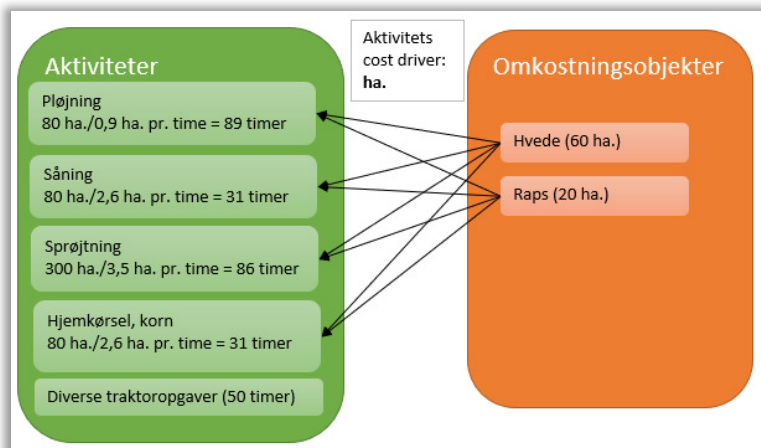 Aktiviteter
Pløjning
80 ha./0,9 ha. pr. time = 89 timer
Såning
80 ha./2,6 ha. pr. time = 31 timer
Sprøjtning
300 ha./3,5 ha. pr. time = 86 timer
Hjemkørsel, korn
80 ha./2,6 ha. pr. time = 31 timer
Diverse traktoropgaver (50 timer)
Aktivitets
cost driver:
ha.
Omkostningsobjekter
Hvede (60 ha.)
Raps (20 ha.)